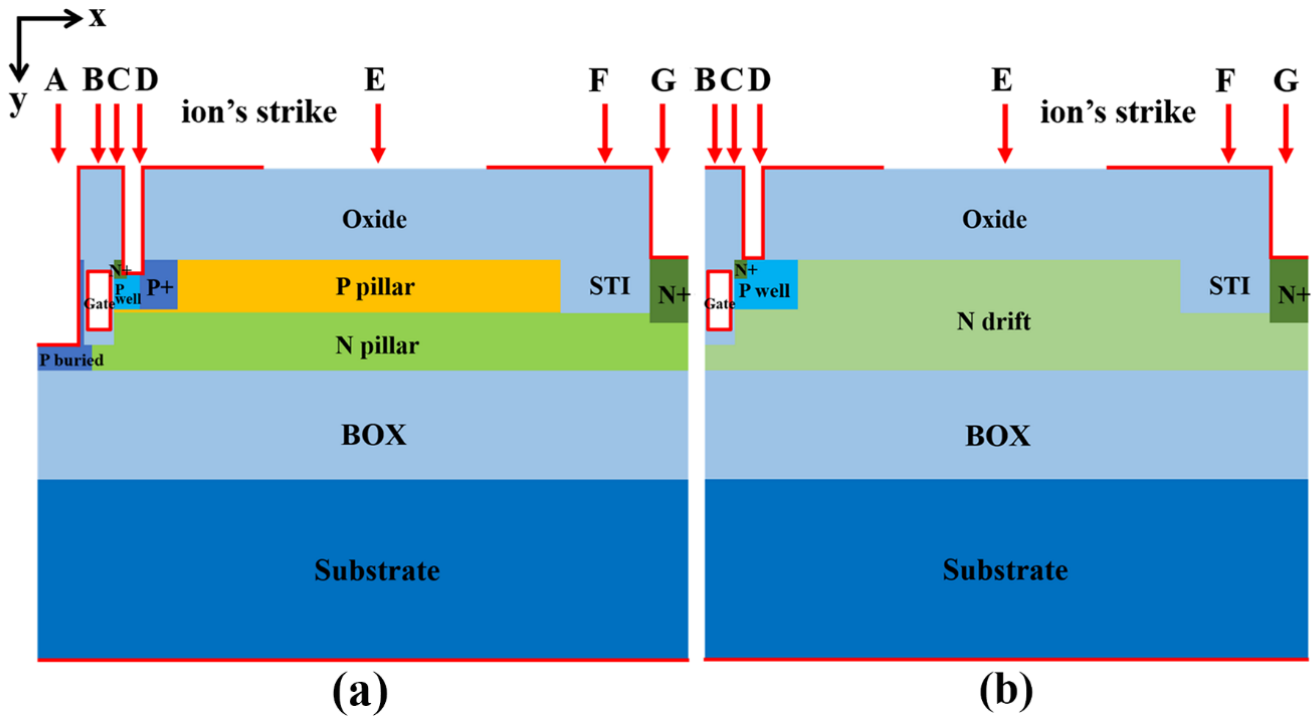 x
y
A B C D E F G
ion's strike
Oxide
N+
P well
P+
Gate
P pillar
STI
N+
N pillar
P buried
BOX
Substrate
(a)
B C D E F G
ion's strike
Oxide
N+
Gate
P well
STI
N+
N drift
BOX
Substrate
(b)